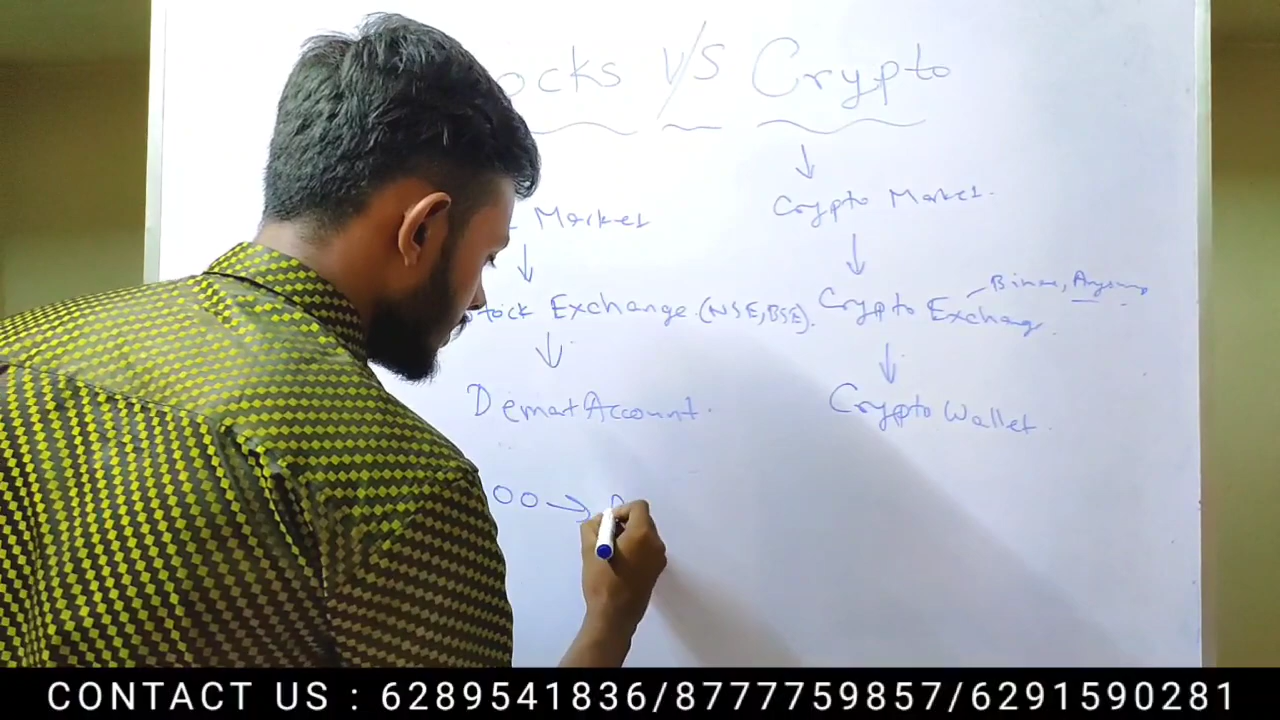 ocks V/S Crypto
Market
Crypto Market.
tock Exchange (NSE, BSE).
Crypto Exchang.
Demat Account.
Crypto Wallet.
00 →
CONTACT US : 6289541836/8777759857/6291590281